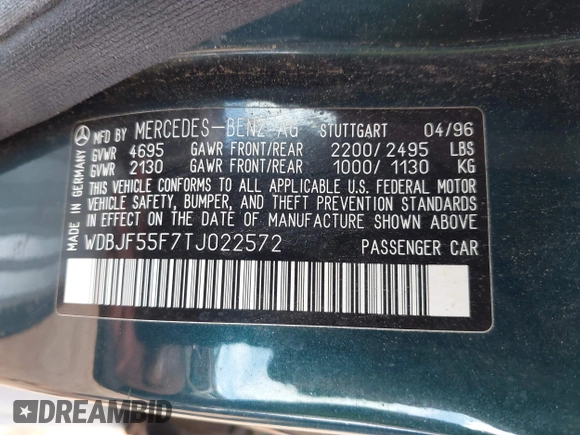 MFD BY MERCEDES-BENZ AG STUTTGART 04/96
GVWR 4695 GAWR FRONT/REAR 2200/2495 LBS
GVWR 2130 GAWR FRONT/REAR 1000/1130 KG
THIS VEHICLE CONFORMS TO ALL APPLICABLE U.S. FEDERAL MOTOR
VEHICLE SAFETY, BUMPER, AND THEFT PREVENTION STANDARDS
IN EFFECT ON THE DATE OF MANUFACTURE SHOWN ABOVE
WDBJF55F7TJ022572 PASSENGER CAR
MADE IN GERMANY
DREAMBID